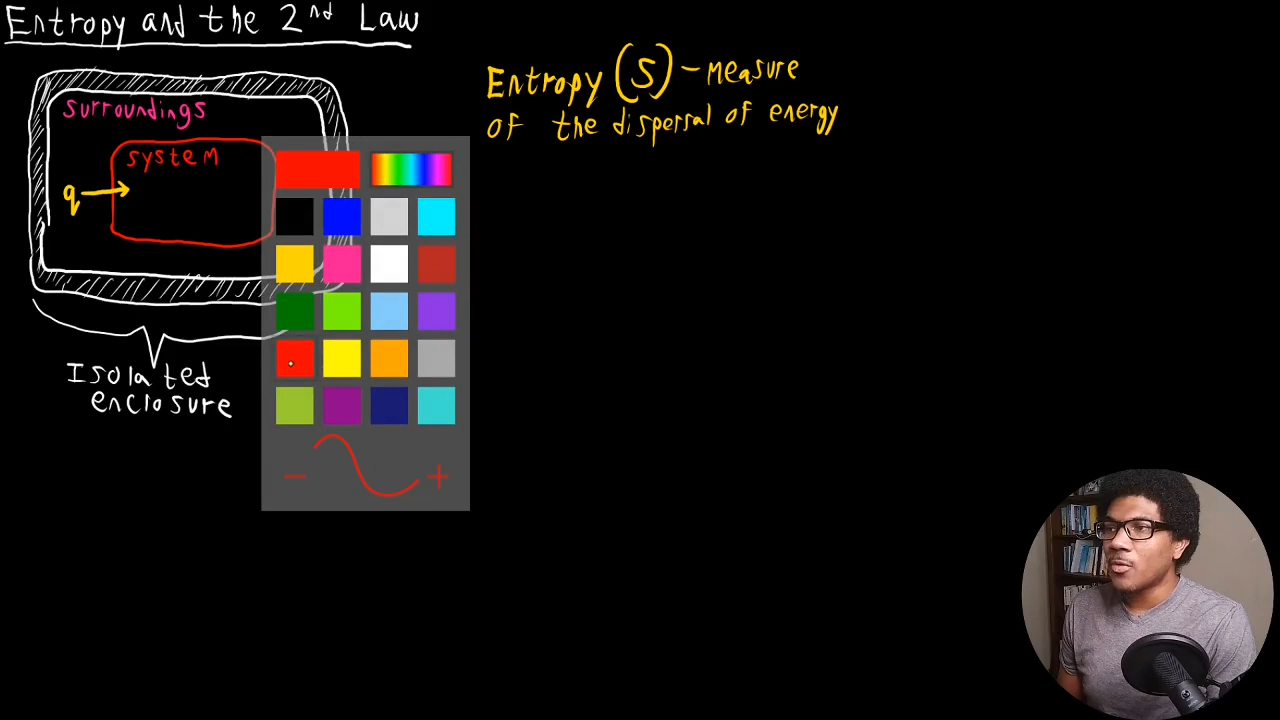 Entropy and the 2nd Law
surroundings
system
q
Isolated
enclosure
Entropy (S) - measure
of the dispersal of energy
- +